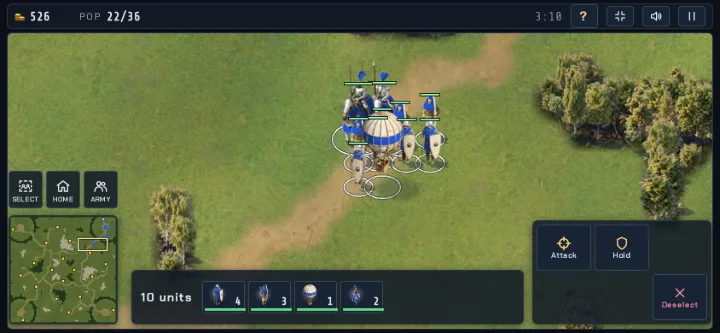 526 POP 22/36 3:10 ?
SELECT HOME ARMY
Attack Hold
10 units 4 3 1 2
Deselect